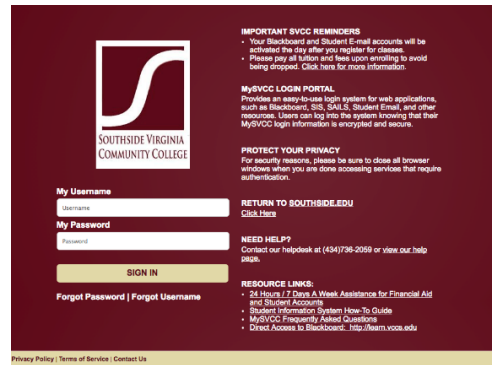 SOUTHSIDE VIRGINIA
COMMUNITY COLLEGE
My Username
Username
My Password
Password
SIGN IN
Forgot Password | Forgot Username
IMPORTANT SVCC REMINDERS
• Your Blackboard and Student E-mail accounts will be
activated the day after you register for classes.
• Please pay all tuition and fees upon enrolling to avoid
being dropped. Click here for more information.
MySVCC LOGIN PORTAL
Provides an easy-to-use login system for web applications,
such as Blackboard, SIS, SAILS, Student Email, and other
resources. Users can log into the system knowing that their
MySVCC login information is encrypted and secure.
PROTECT YOUR PRIVACY
For security reasons, please be sure to close all browser
windows when you are done accessing services that require
authentication.
RETURN TO SOUTHSIDE.EDU
Click Here
NEED HELP?
Contact our helpdesk at (434)736-2059 or view our help
page.
RESOURCE LINKS:
• 24 Hours / 7 Days A Week Assistance for Financial Aid
and Student Accounts
• Student Information System How-To Guide
• MySVCC Frequently Asked Questions
• Direct Access to Blackboard: http://learn.vccs.edu
Privacy Policy | Terms of Service | Contact Us